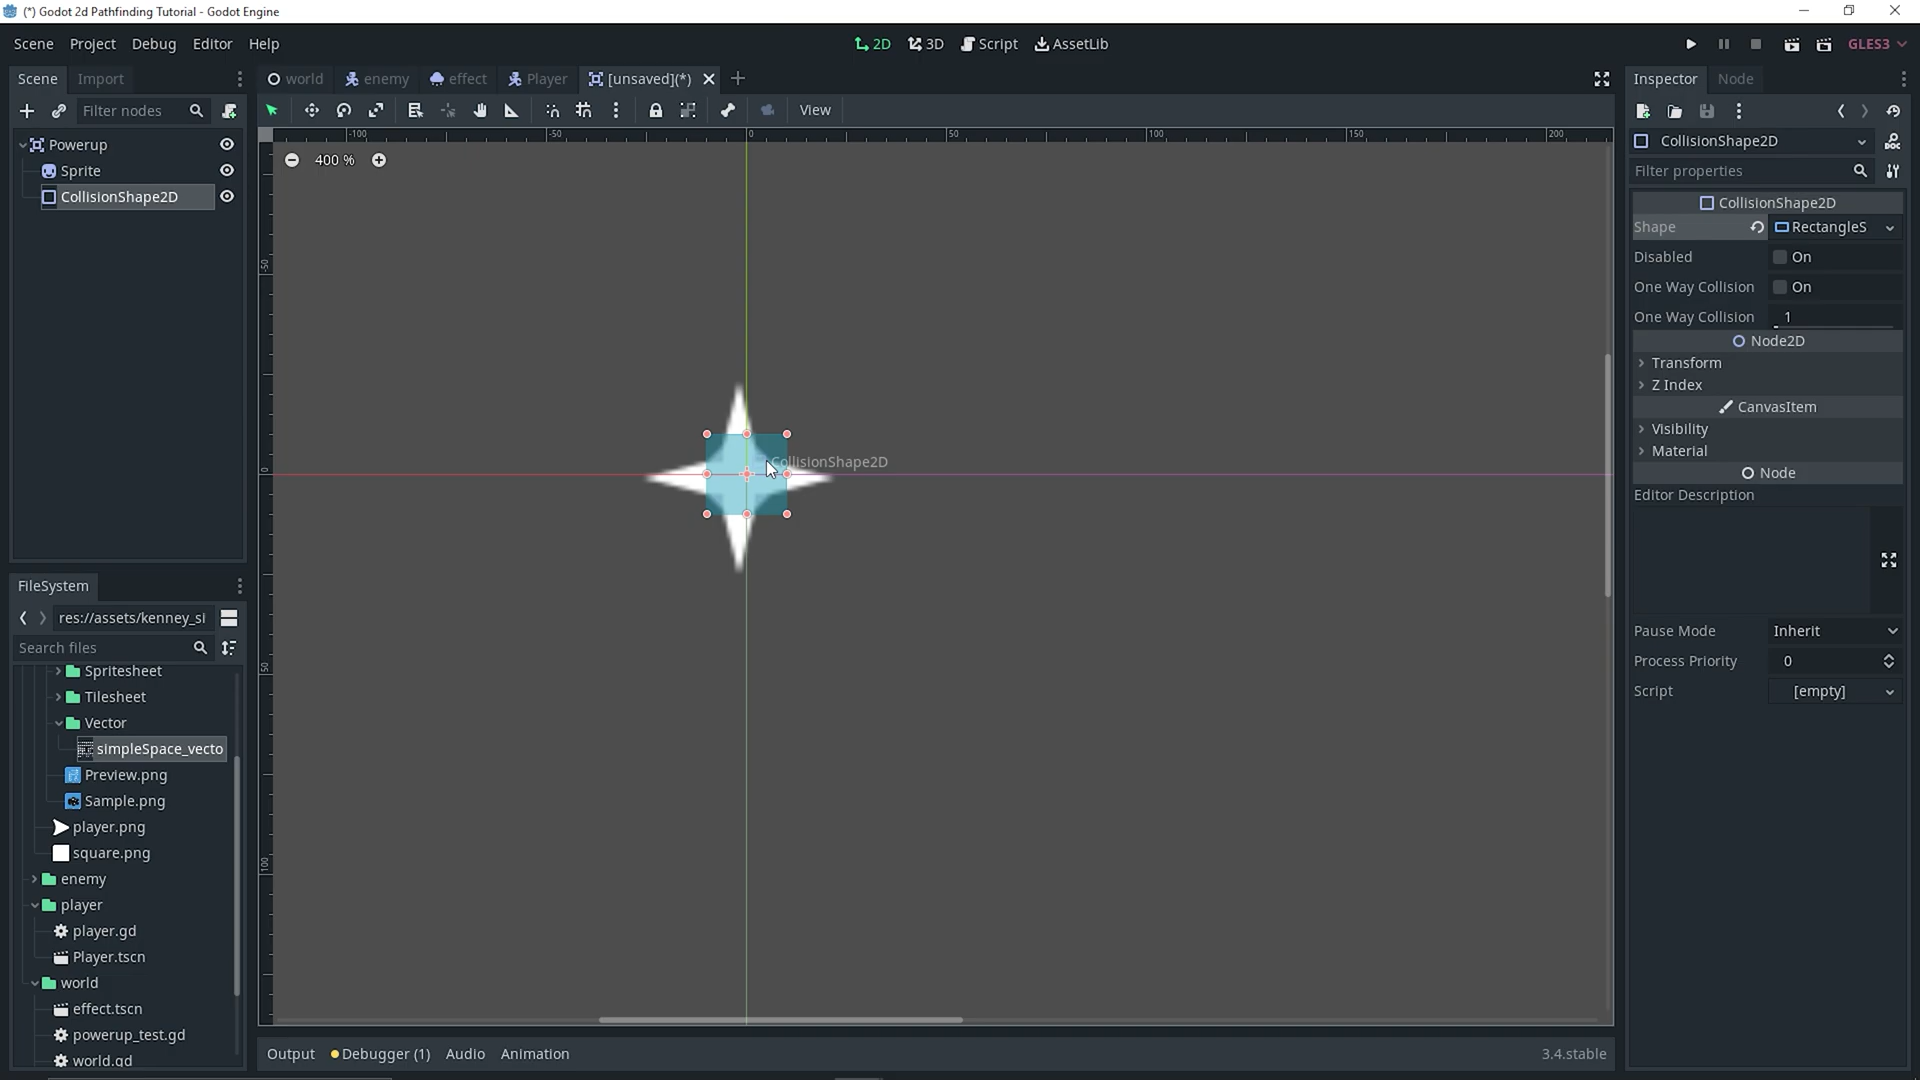 (*) Godot 2d Pathfinding Tutorial - Godot Engine
Scene Project Debug Editor Help
2D 3D Script AssetLib
GLES3
Scene Import
world enemy effect Player [unsaved](*)
Inspector Node
Filter nodes
View
Powerup
Sprite
CollisionShape2D
-100 -50 0 50 100 150 200
400 %
-50
0
50
100
CollisionShape2D
CollisionShape2D
Filter properties
CollisionShape2D
Shape RectangleS
Disabled On
One Way Collision On
One Way Collision 1
Node2D
Transform
Z Index
CanvasItem
Visibility
Material
Node
Editor Description
Pause Mode Inherit
Process Priority 0
Script [empty]
FileSystem
res://assets/kenney_si
Search files
Spritesheet
Tilesheet
Vector
simpleSpace_vecto
Preview.png
Sample.png
player.png
square.png
enemy
player
player.gd
Player.tscn
world
effect.tscn
powerup_test.gd
world.gd
Output Debugger (1) Audio Animation
3.4.stable